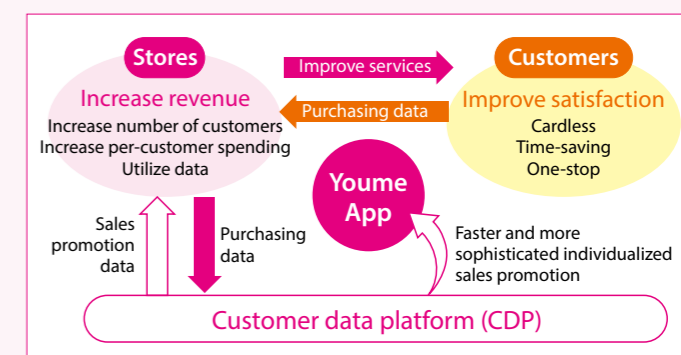 Stores
Increase revenue
Increase number of customers
Increase per-customer spending
Utilize data
Improve services
Purchasing data
Customers
Improve satisfaction
Cardless
Time-saving
One-stop
Youme
App
Sales
promotion
data
Purchasing
data
Faster and more
sophisticated individualized
sales promotion
Customer data platform (CDP)